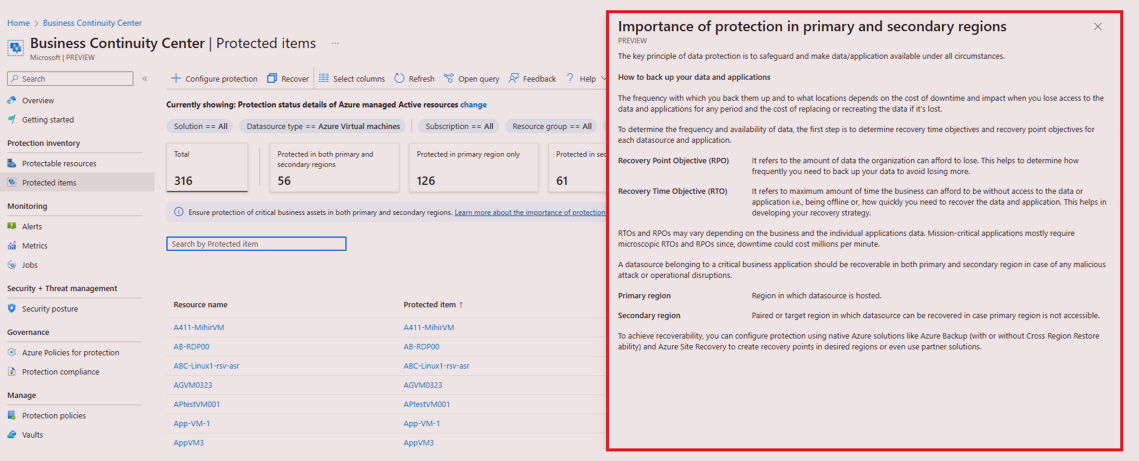 Home > Business Continuity Center
Business Continuity Center | Protected items ...
Microsoft | PREVIEW
Search
«
Overview
Getting started
Protection inventory
Protectable resources
Protected items
Monitoring
Alerts
Metrics
Jobs
Security + Threat management
Security posture
Governance
Azure Policies for protection
Protection compliance
Manage
Protection policies
Vaults
+ Configure protection Recover Select columns Refresh Open query Feedback ? Help
Currently showing: Protection status details of Azure managed Active resources change
Solution == All Datasource type == Azure Virtual machines Subscription == All Resource group == All
Total
316
Protected in both primary and
secondary regions
56
Protected in primary region only
126
Protected in sec
61
Ensure protection of critical business assets in both primary and secondary regions. Learn more about the importance of protection
Search by Protected item
Resource name Protected item ↑
A411-MihirVM A411-MihirVM
AB-RDP00 AB-RDP00
ABC-Linux1-rsv-asr ABC-Linux1-rsv-asr
AGVM0323 AGVM0323
APtestVM001 APtestVM001
App-VM-1 App-VM-1
AppVM3 AppVM3
Importance of protection in primary and secondary regions
PREVIEW
The key principle of data protection is to safeguard and make data/application available under all circumstances.
How to back up your data and applications
The frequency with which you back them up and to what locations depends on the cost of downtime and impact when you lose access to the
data and applications for any period and the cost of replacing or recreating the data if it's lost.
To determine the frequency and availability of data, the first step is to determine recovery time objectives and recovery point objectives for
each datasource and application.
Recovery Point Objective (RPO) It refers to the amount of data the organization can afford to lose. This helps to determine how
frequently you need to back up your data to avoid losing more.
Recovery Time Objective (RTO) It refers to maximum amount of time the business can afford to be without access to the data or
application i.e., being offline or, how quickly you need to recover the data and application. This helps in
developing your recovery strategy.
RTOs and RPOs may vary depending on the business and the individual applications data. Mission-critical applications mostly require
microscopic RTOs and RPOs since, downtime could cost millions per minute.
A datasource belonging to a critical business application should be recoverable in both primary and secondary region in case of any malicious
attack or operational disruptions.
Primary region Region in which datasource is hosted.
Secondary region Paired or target region in which datasource can be recovered in case primary region is not accessible.
To achieve recoverability, you can configure protection using native Azure solutions like Azure Backup (with or without Cross Region Restore
ability) and Azure Site Recovery to create recovery points in desired regions or even use partner solutions.